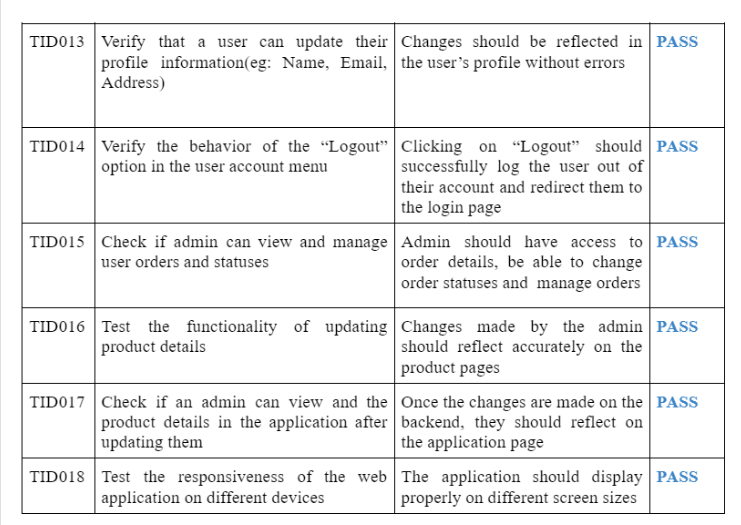 TID013 Verify that a user can update their Changes should be reflected in PASS
profile information(eg: Name, Email, the user's profile without errors
Address)
TID014 Verify the behavior of the “Logout” Clicking on “Logout” should PASS
option in the user account menu successfully log the user out of
their account and redirect them to
the login page
TID015 Check if admin can view and manage Admin should have access to PASS
user orders and statuses order details, be able to change
order statuses and manage orders
TID016 Test the functionality of updating Changes made by the admin PASS
product details should reflect accurately on the
product pages
TID017 Check if an admin can view and the Once the changes are made on the PASS
product details in the application after backend, they should reflect on
updating them the application page
TID018 Test the responsiveness of the web The application should display PASS
application on different devices properly on different screen sizes